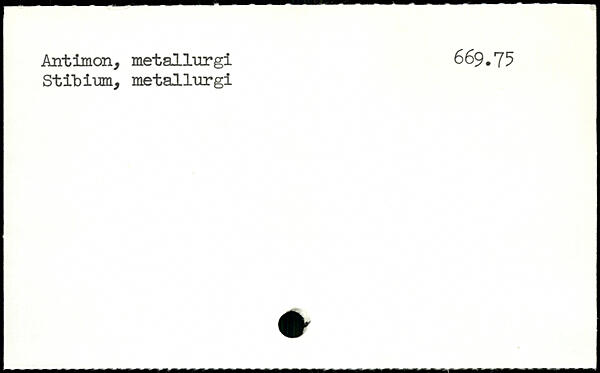 Antimon, metallurgi 669.75
Stibium, metallurgi